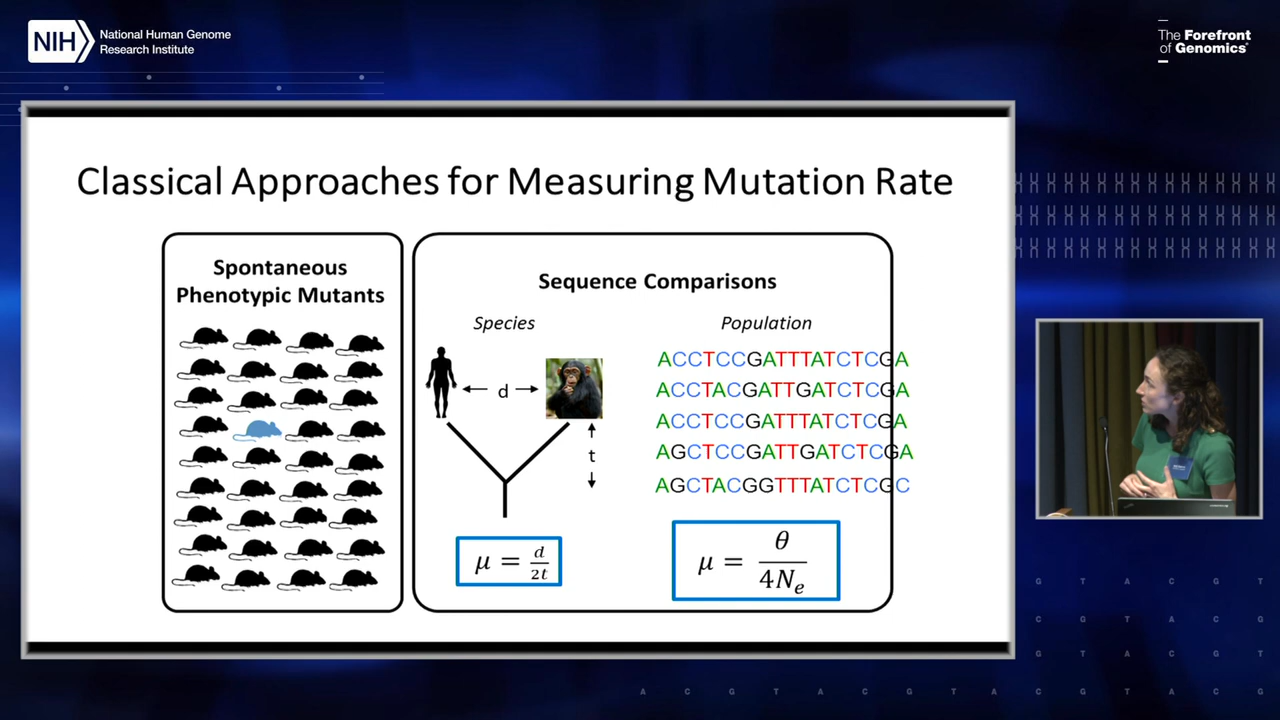 NIH National Human Genome
Research Institute
The Forefront
of Genomics®
Classical Approaches for Measuring Mutation Rate
Spontaneous
Phenotypic Mutants
Sequence Comparisons
Species
Population
d
t
μ = d/2t
ACCTCCGATTTATCTCGA
ACCTACGATTGATCTCGA
ACCTCCGATTTATCTCGA
AGCTCCGATTGATCTCGA
AGCTACGGTTTATCTCGC
μ = θ/4Nₑ
G T A C G T
C G T A C G
T A C G T A
A C G T A C G T A C G T A C G